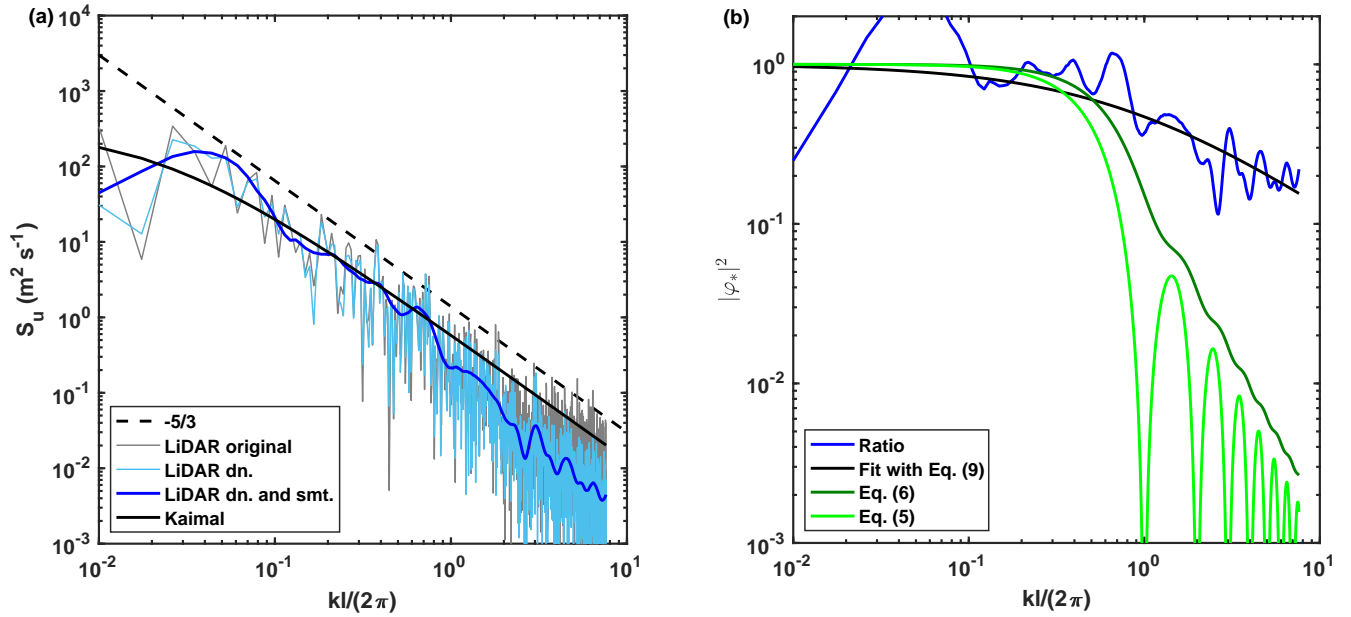 (a)
10^4
10^3
10^2
10^1
10^0
10^-1
10^-2
10^-3
S_u (m^2 s^-1)
-5/3
LiDAR original
LiDAR dn.
LiDAR dn. and smt.
Kaimal
10^-2 10^-1 10^0 10^1
kl/(2π)
(b)
10^0
10^-1
10^-2
10^-3
|φ_*|^2
Ratio
Fit with Eq. (9)
Eq. (6)
Eq. (5)
10^-2 10^-1 10^0 10^1
kl/(2π)